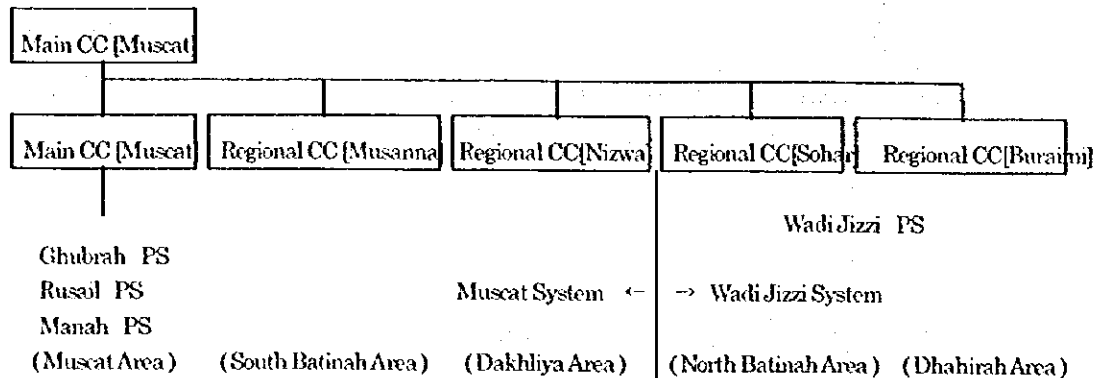 Main CC [Muscat]
Main CC [Muscat] Regional CC [Musanna Regional CC[Nizwa] Regional CC[Sohar Regional CC[Buraimi]
Wadi Jizzi PS
Ghubrah PS
Rusail PS Muscat System ← → Wadi Jizzi System
Manah PS
(Muscat Area) (South Batinah Area) (Dakhliya Area) (North Batinah Area) (Dhahirah Area)